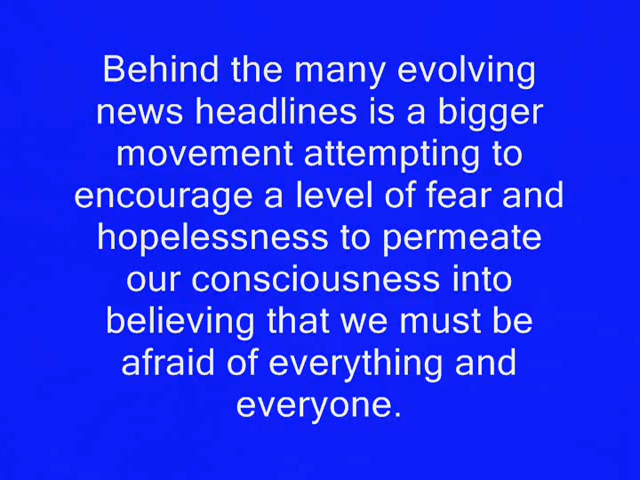 Behind the many evolving
news headlines is a bigger
movement attempting to
encourage a level of fear and
hopelessness to permeate
our consciousness into
believing that we must be
afraid of everything and
everyone.